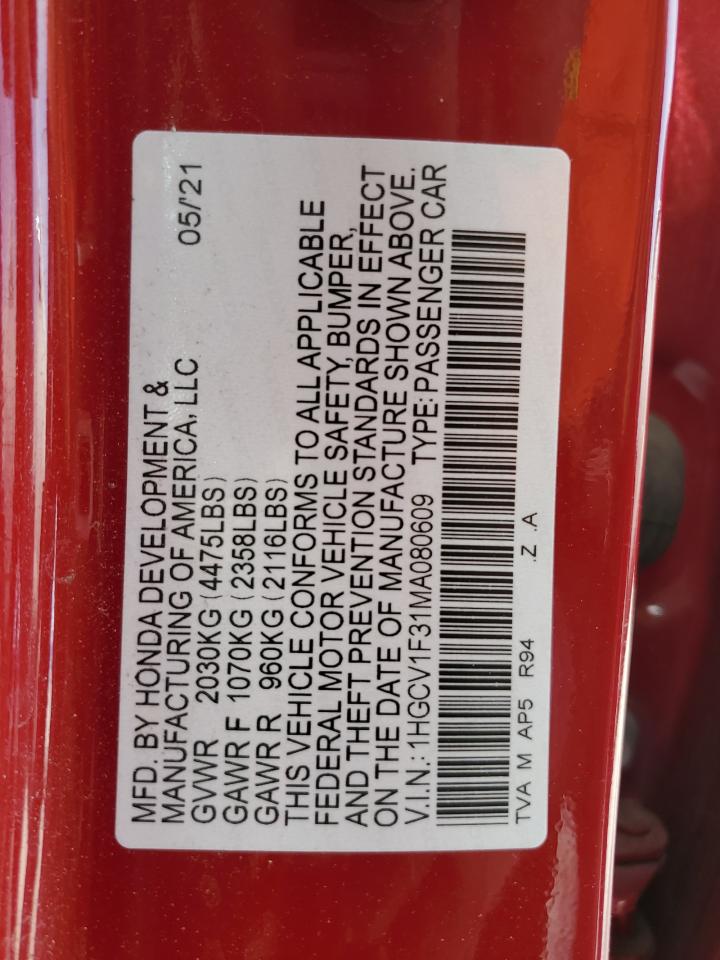 MFD. BY HONDA DEVELOPMENT &
MANUFACTURING OF AMERICA, LLC 05/'21
GVWR 2030KG (4475LBS)
GAWR F 1070KG (2358LBS)
GAWR R 960KG (2116LBS)
THIS VEHICLE CONFORMS TO ALL APPLICABLE
FEDERAL MOTOR VEHICLE SAFETY, BUMPER,
AND THEFT PREVENTION STANDARDS IN EFFECT
ON THE DATE OF MANUFACTURE SHOWN ABOVE.
V.I.N.: 1HGCV1F31MA080609 TYPE: PASSENGER CAR
TVA M AP5 R94 .Z .A